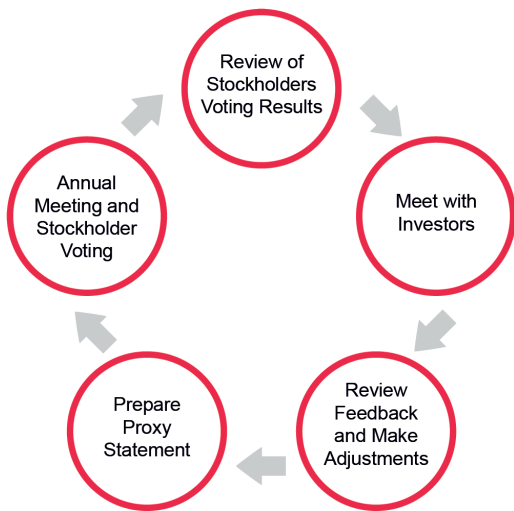 Review of
Stockholders
Voting Results
Meet with
Investors
Review
Feedback
and Make
Adjustments
Prepare
Proxy
Statement
Annual
Meeting and
Stockholder
Voting